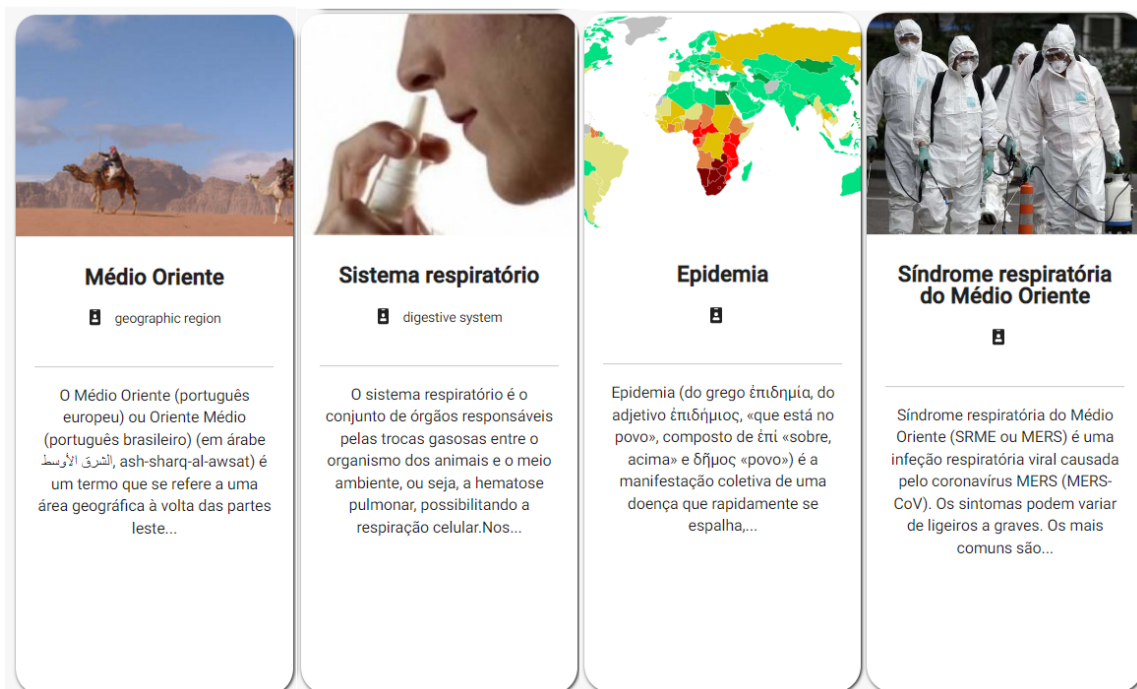 Médio Oriente
geographic region
O Médio Oriente (português
europeu) ou Oriente Médio
(português brasileiro) (em árabe
الشرق الأوسط, ash-sharq-al-awsat) é
um termo que se refere a uma
área geográfica à volta das partes
leste...
Sistema respiratório
digestive system
O sistema respiratório é o
conjunto de órgãos responsáveis
pelas trocas gasosas entre o
organismo dos animais e o meio
ambiente, ou seja, a hematose
pulmonar, possibilitando a
respiração celular.Nos...
Epidemia
Epidemia (do grego ἐπιδημία, do
adjetivo ἐπιδήμιος, «que está no
povo», composto de ἐπί «sobre,
acima» e δῆμος «povo») é a
manifestação coletiva de uma
doença que rapidamente se
espalha,...
Síndrome respiratória
do Médio Oriente
Síndrome respiratória do Médio
Oriente (SRME ou MERS) é uma
infeção respiratória viral causada
pelo coronavírus MERS (MERS-
CoV). Os sintomas podem variar
de ligeiros a graves. Os mais
comuns são...